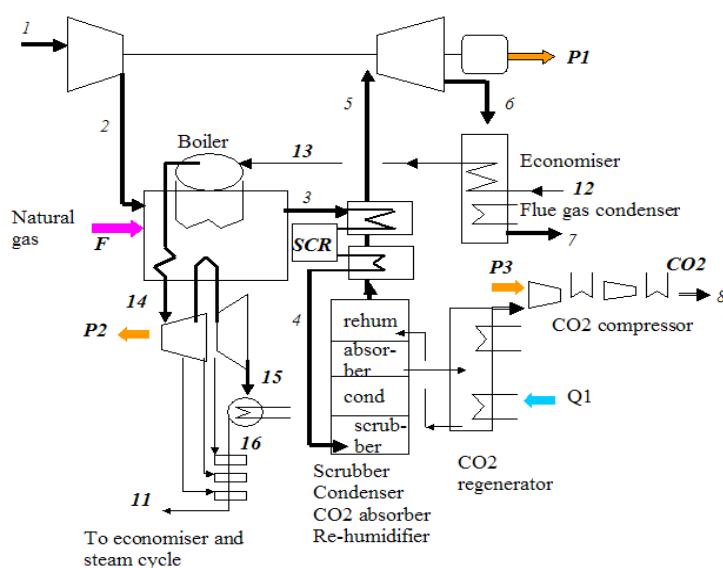 1
P1
2
5
6
Boiler
13
Economiser
12
Natural
gas
F
3
SCR
Flue gas condenser
7
P3
CO2
8
14
4
rehum
CO2 compressor
P2
absor-
ber
15
cond
Q1
16
scrub-
ber
11
Scrubber
Condenser
CO2 absorber
Re-humidifier
CO2
regenerator
To economiser and
steam cycle